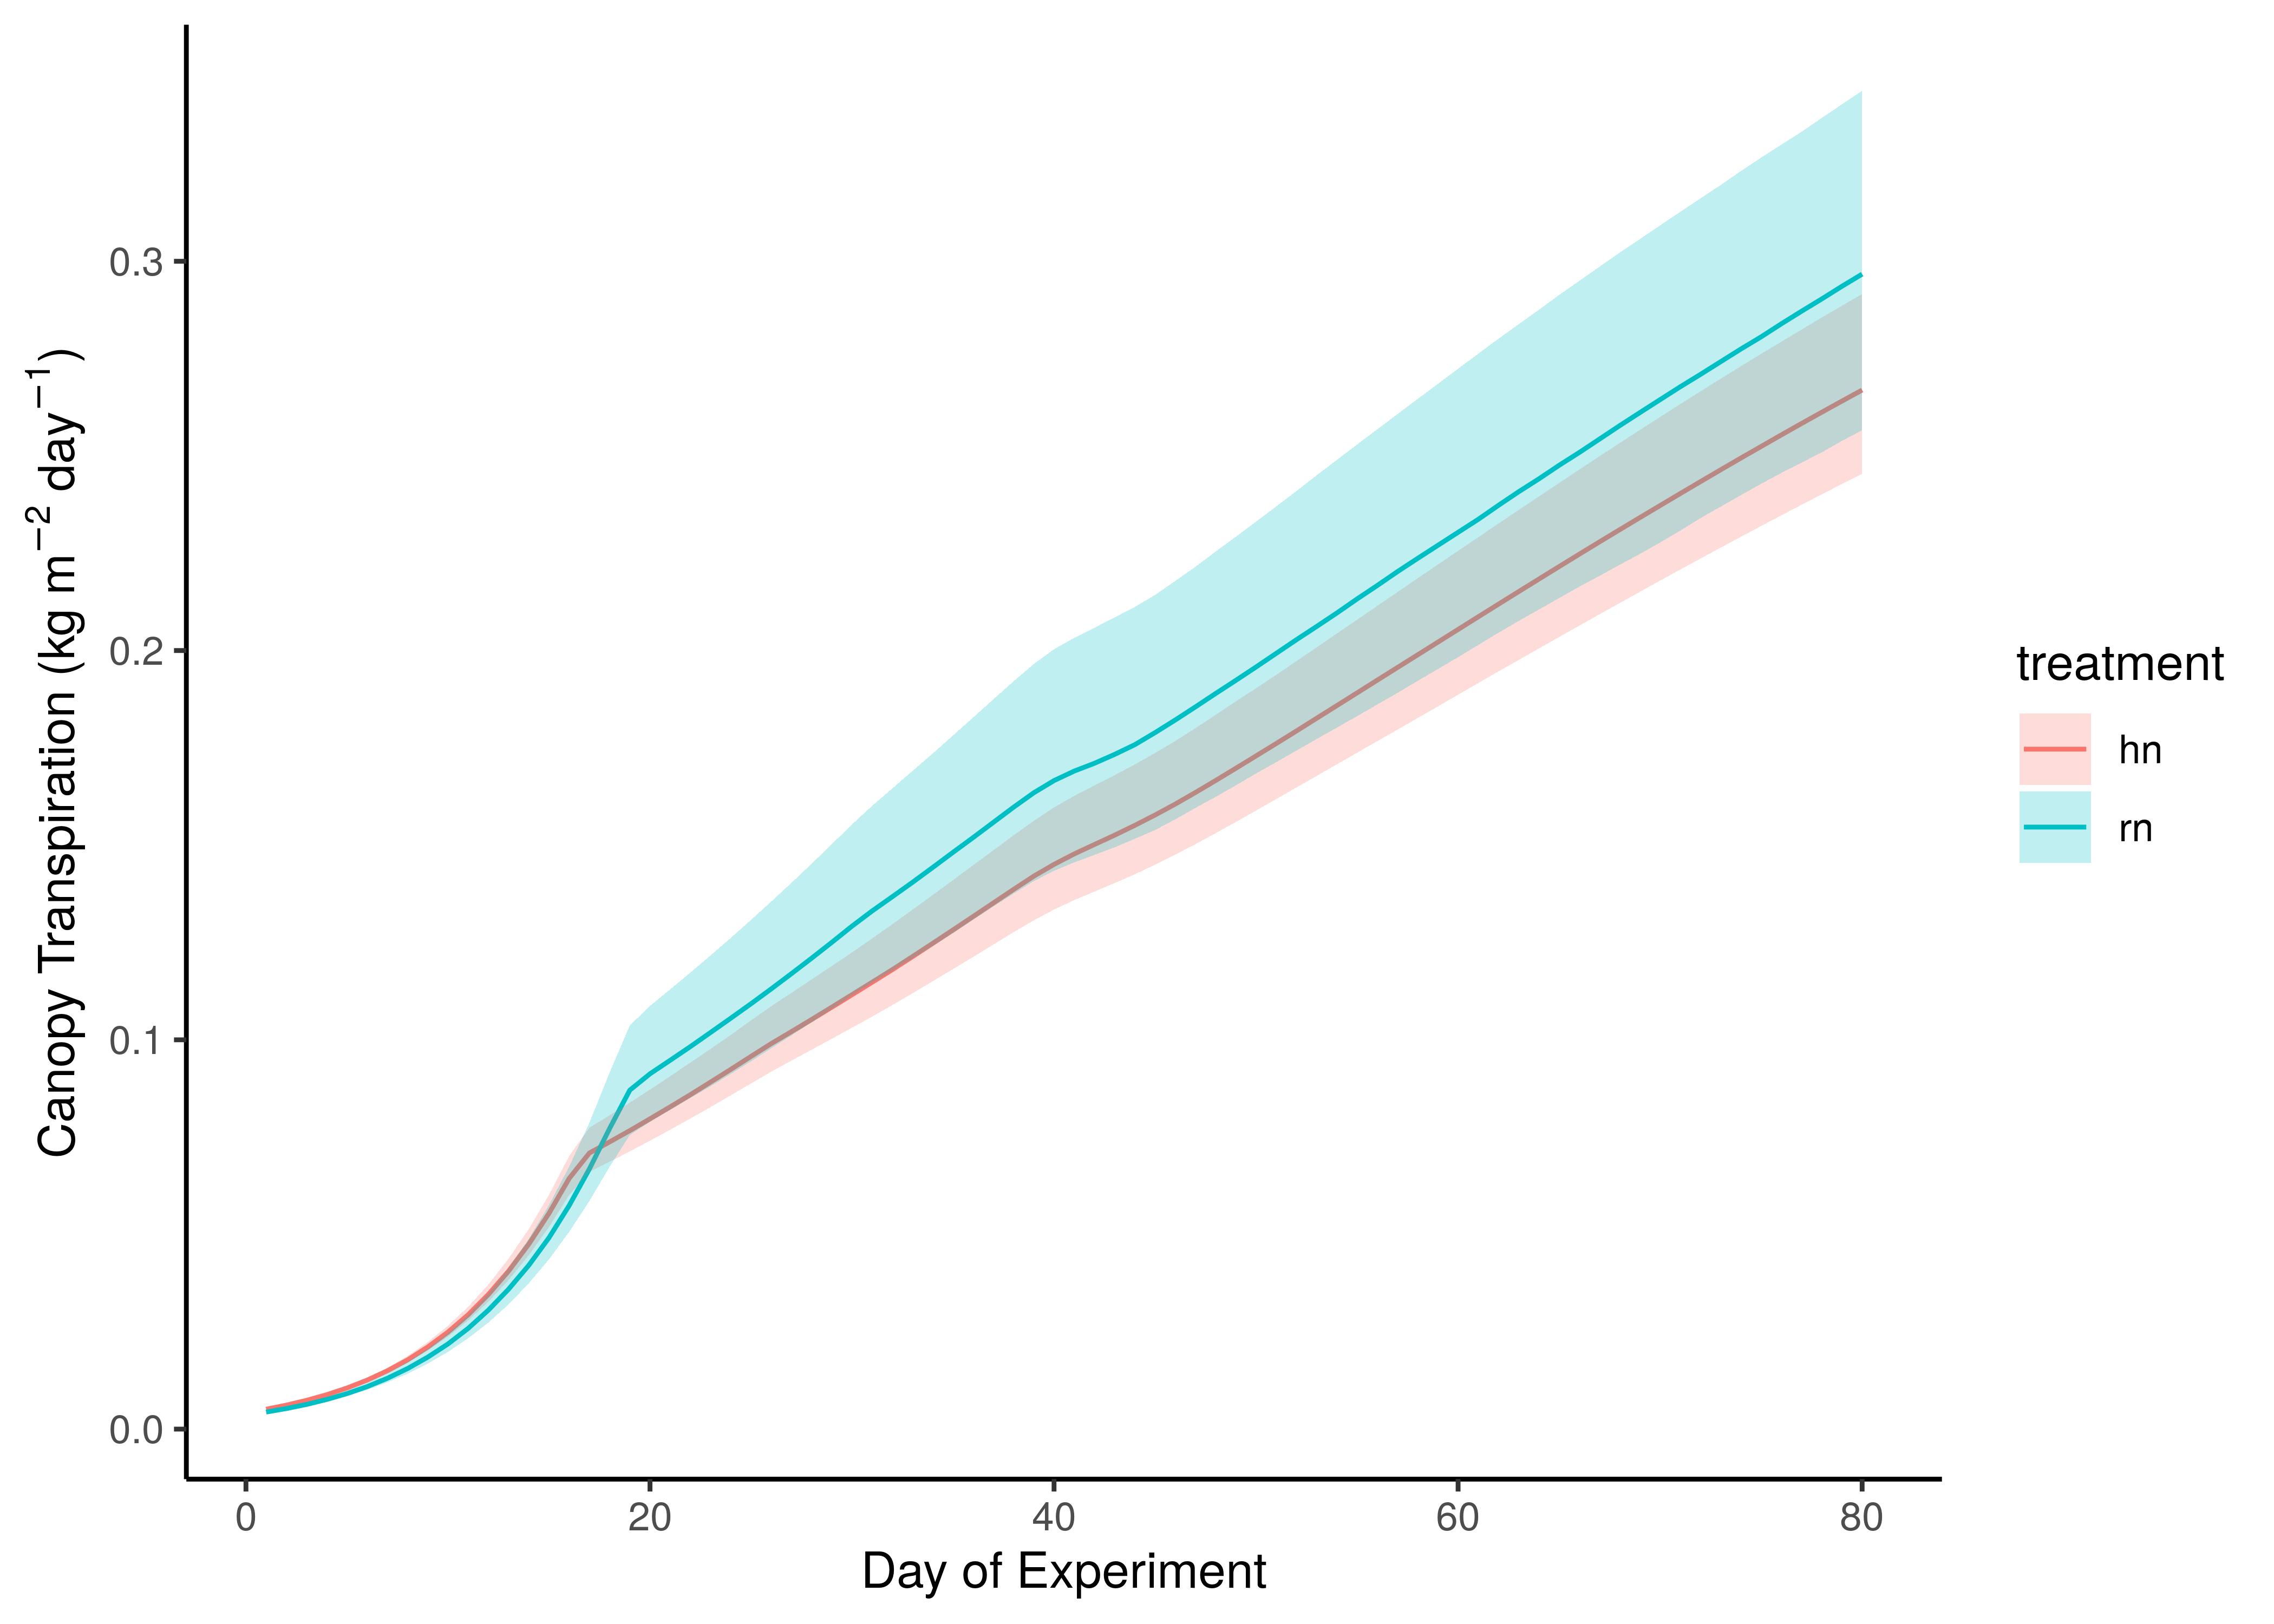 Canopy Transpiration (kg m⁻² day⁻¹)
0.3
0.2
0.1
0.0
0 20 40 60 80
Day of Experiment
treatment
hn
rn